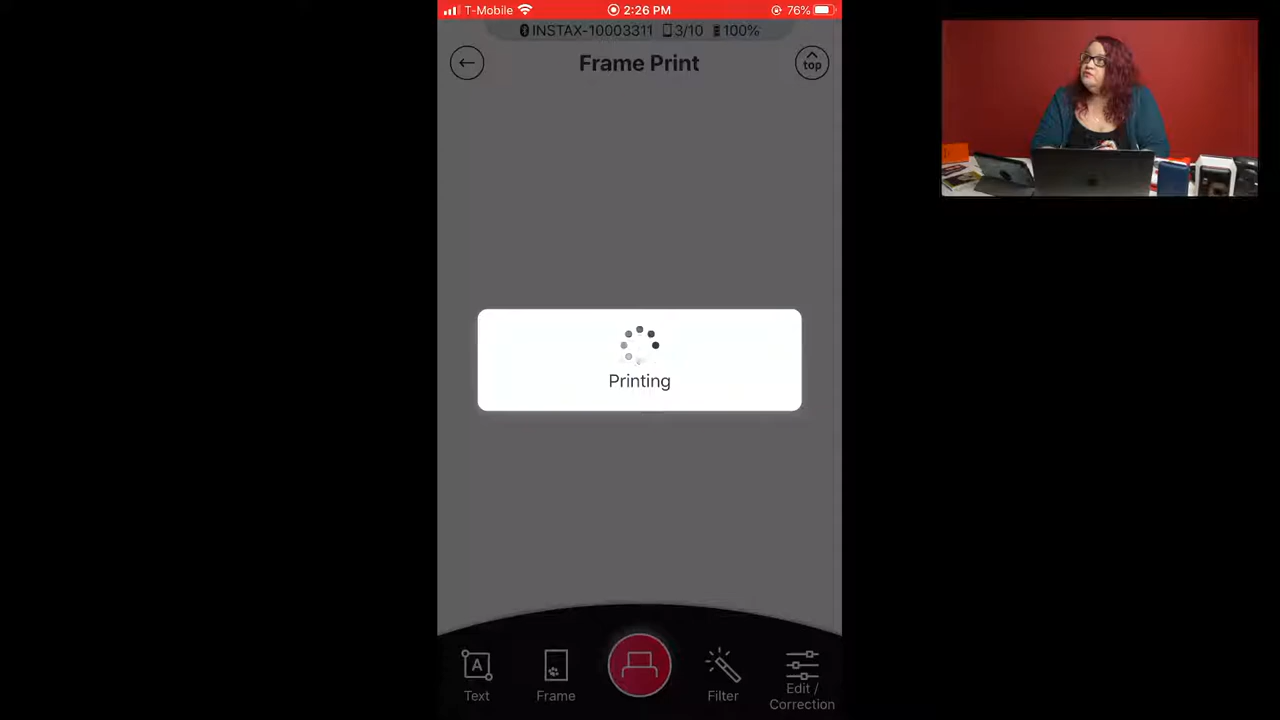 T-Mobile 2:26 PM 76%
INSTAX-10003311 3/10 100%
Frame Print
top
Printing
A
Text
Frame
Filter
Edit /
Correction